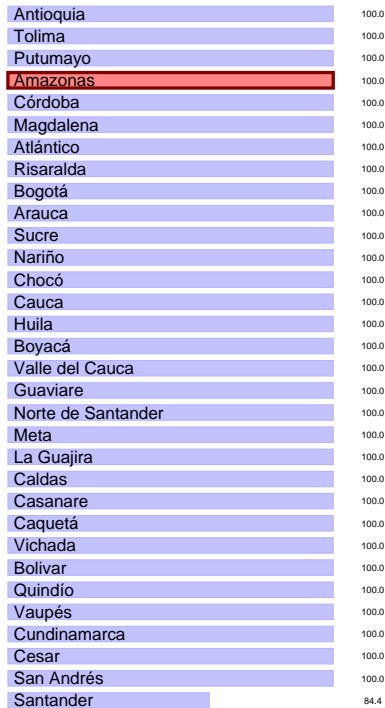 Antioquia 100.0
Tolima 100.0
Putumayo 100.0
Amazonas 100.0
Córdoba 100.0
Magdalena 100.0
Atlántico 100.0
Risaralda 100.0
Bogotá 100.0
Arauca 100.0
Sucre 100.0
Nariño 100.0
Chocó 100.0
Cauca 100.0
Huila 100.0
Boyacá 100.0
Valle del Cauca 100.0
Guaviare 100.0
Norte de Santander 100.0
Meta 100.0
La Guajira 100.0
Caldas 100.0
Casanare 100.0
Caquetá 100.0
Vichada 100.0
Bolivar 100.0
Quindío 100.0
Vaupés 100.0
Cundinamarca 100.0
Cesar 100.0
San Andrés 100.0
Santander 84.4